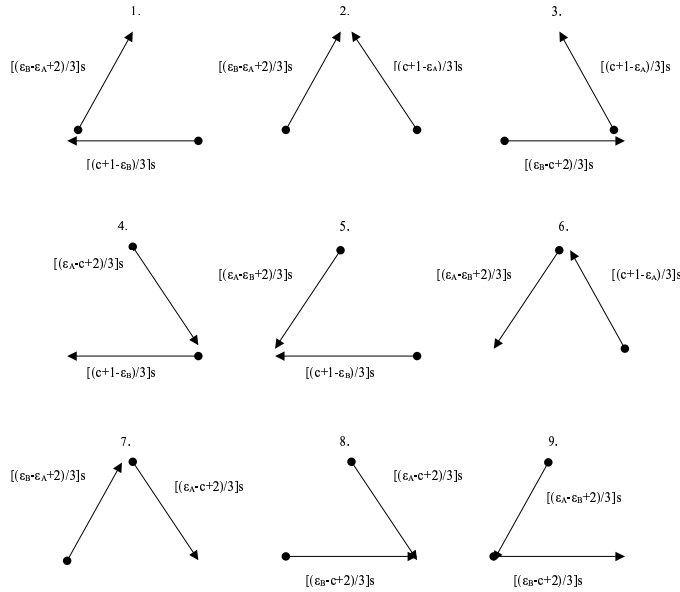 1.
2.
3.
[(εB-εA+2)/3]s
[(εB-εA+2)/3]s
[(c+1-εA)/3]s
[(c+1-εA)/3]s
[(c+1-εB)/3]s
[(εB-c+2)/3]s
4.
5.
6.
[(εA-c+2)/3]s
[(εA-εB+2)/3]s
[(εA-εB+2)/3]s
[(c+1-εA)/3]s
[(c+1-εB)/3]s
[(c+1-εB)/3]s
7.
8.
9.
[(εB-εA+2)/3]s
[(εA-c+2)/3]s
[(εA-c+2)/3]s
[(εA-εB+2)/3]s
[(εB-c+2)/3]s
[(εB-c+2)/3]s